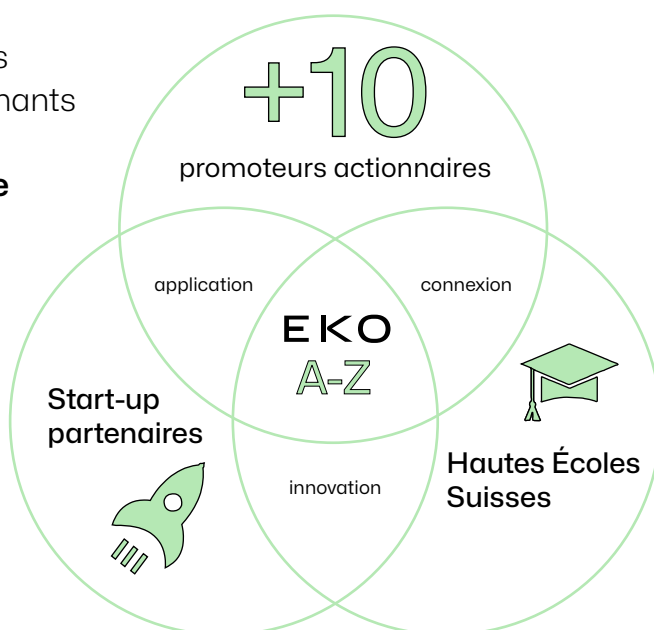 +10
promoteurs actionnaires
application
connexion
EKO
A-Z
Start-up
partenaires
Hautes Écoles
Suisses
innovation